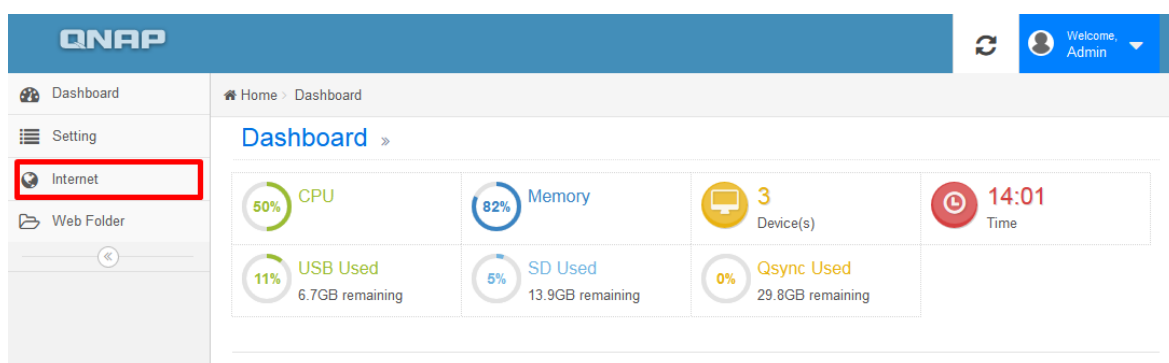 QNAP
Welcome,
Admin
Dashboard
Setting
Internet
Web Folder
Home > Dashboard
Dashboard »
50% CPU
82% Memory
3
Device(s)
14:01
Time
11% USB Used
6.7GB remaining
5% SD Used
13.9GB remaining
0% Qsync Used
29.8GB remaining